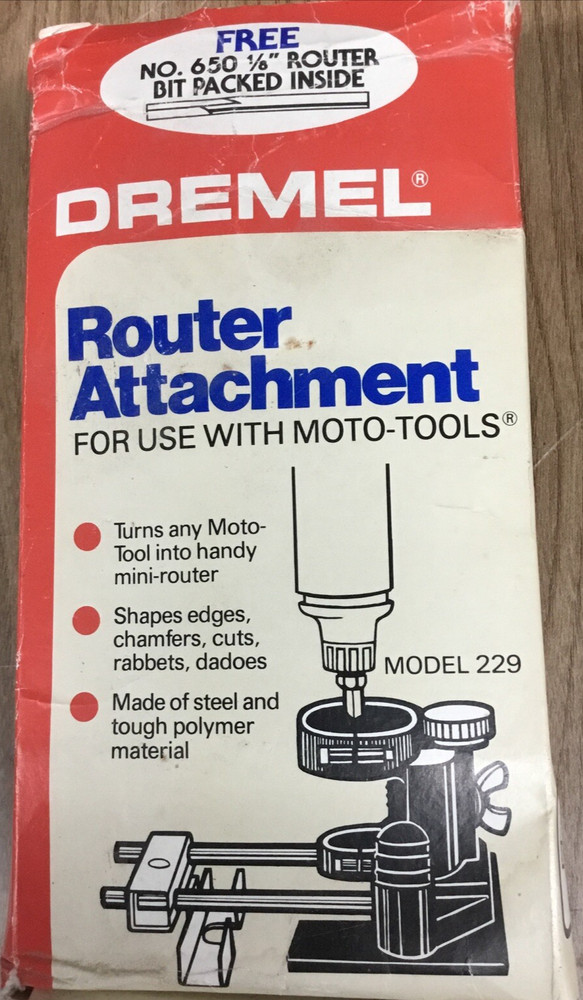 FREE
NO. 650 ⅛" ROUTER
BIT PACKED INSIDE
DREMEL®
Router
Attachment
FOR USE WITH MOTO-TOOLS®
Turns any Moto-
Tool into handy
mini-router
Shapes edges,
chamfers, cuts,
rabbets, dadoes
MODEL 229
Made of steel and
tough polymer
material